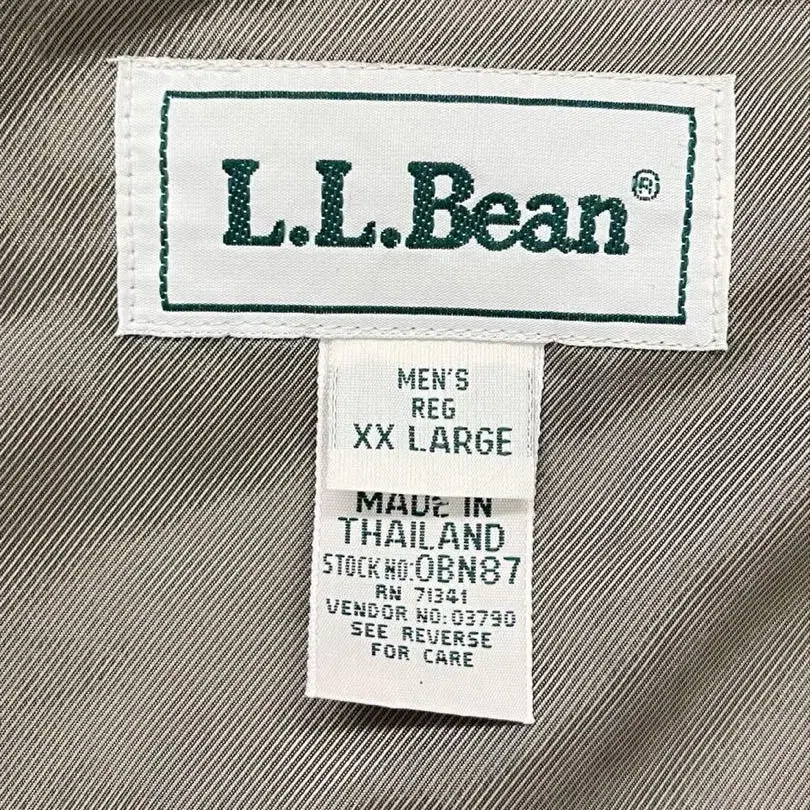 L.L.Bean®
MEN'S
REG
XX LARGE
MADE IN
THAILAND
STOCK NO:0BN87
RN 71341
VENDOR NO:03790
SEE REVERSE
FOR CARE